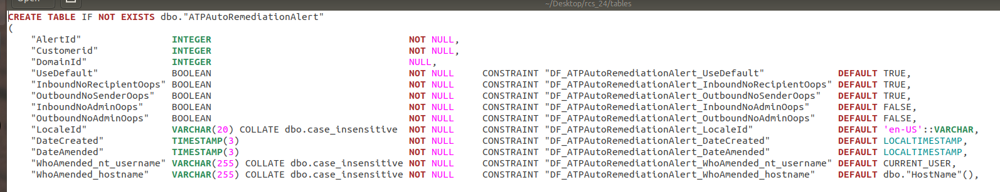 Open
~/Desktop/rcs_24/tables
CREATE TABLE IF NOT EXISTS dbo."ATPAutoRemediationAlert"
(
"AlertId" INTEGER NOT NULL,
"Customerid" INTEGER NOT NULL,
"DomainId" INTEGER NULL,
"UseDefault" BOOLEAN NOT NULL CONSTRAINT "DF_ATPAutoRemediationAlert_UseDefault" DEFAULT TRUE,
"InboundNoRecipientOops" BOOLEAN NOT NULL CONSTRAINT "DF_ATPAutoRemediationAlert_InboundNoRecipientOops" DEFAULT TRUE,
"OutboundNoSenderOops" BOOLEAN NOT NULL CONSTRAINT "DF_ATPAutoRemediationAlert_OutboundNoSenderOops" DEFAULT TRUE,
"InboundNoAdminOops" BOOLEAN NOT NULL CONSTRAINT "DF_ATPAutoRemediationAlert_InboundNoAdminOops" DEFAULT FALSE,
"OutboundNoAdminOops" BOOLEAN NOT NULL CONSTRAINT "DF_ATPAutoRemediationAlert_OutboundNoAdminOops" DEFAULT FALSE,
"LocaleId" VARCHAR(20) COLLATE dbo.case_insensitive NOT NULL CONSTRAINT "DF_ATPAutoRemediationAlert_LocaleId" DEFAULT 'en-US'::VARCHAR,
"DateCreated" TIMESTAMP(3) NOT NULL CONSTRAINT "DF_ATPAutoRemediationAlert_DateCreated" DEFAULT LOCALTIMESTAMP,
"DateAmended" TIMESTAMP(3) NOT NULL CONSTRAINT "DF_ATPAutoRemediationAlert_DateAmended" DEFAULT LOCALTIMESTAMP,
"WhoAmended_nt_username" VARCHAR(255) COLLATE dbo.case_insensitive NOT NULL CONSTRAINT "DF_ATPAutoRemediationAlert_WhoAmended_nt_username" DEFAULT CURRENT_USER,
"WhoAmended_hostname" VARCHAR(255) COLLATE dbo.case_insensitive NOT NULL CONSTRAINT "DF_ATPAutoRemediationAlert_WhoAmended_hostname" DEFAULT dbo."HostName"(),